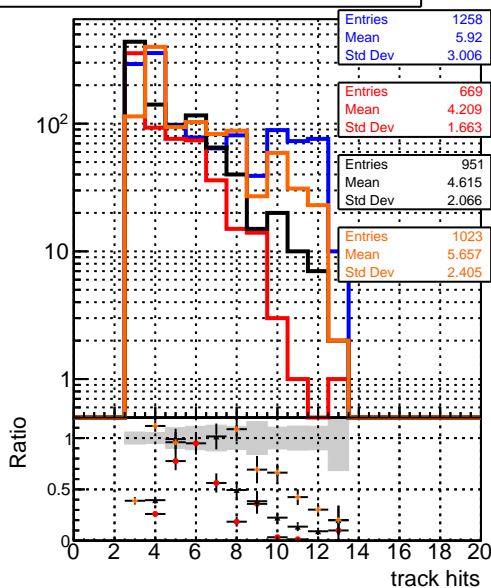 Entries 1258
Mean 5.92
Std Dev 3.006
Entries 669
Mean 4.209
Std Dev 1.663
Entries 951
Mean 4.615
Std Dev 2.066
Entries 1023
Mean 5.657
Std Dev 2.405
10²
10
1
Ratio
1
0.5
0
0 2 4 6 8 10 12 14 16 18 20
track hits